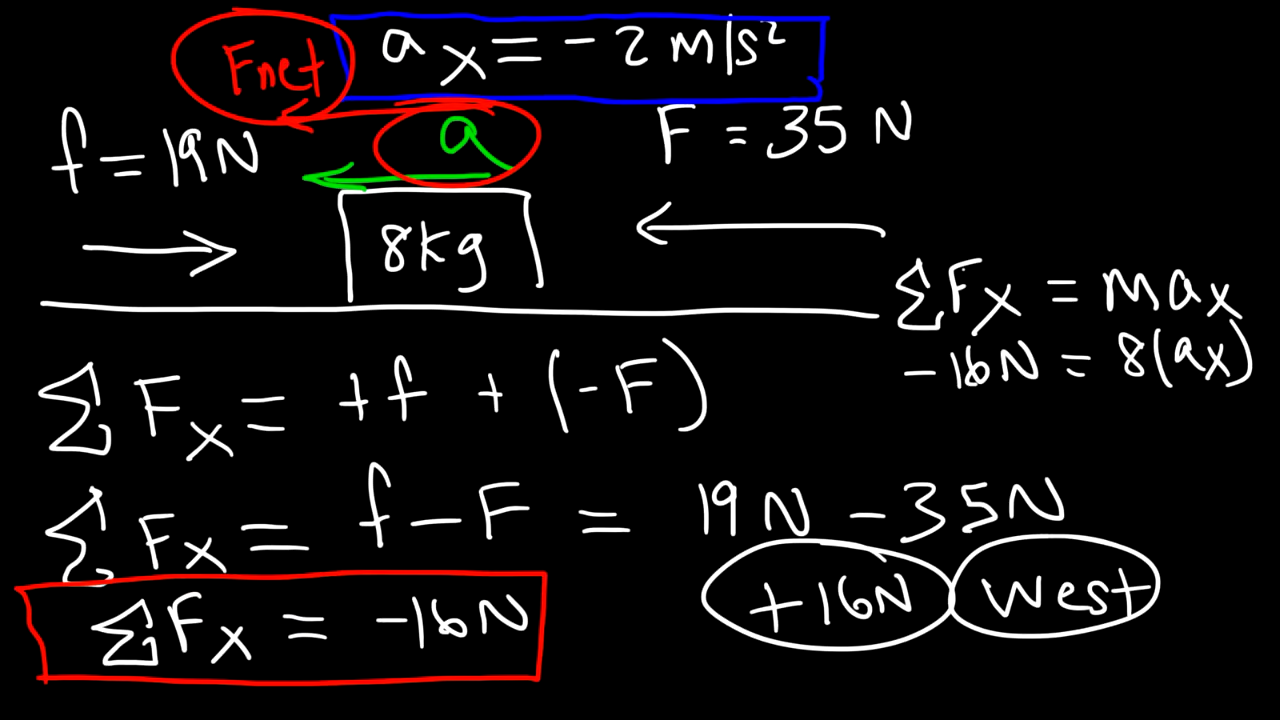 Fnet
aₓ = -2 m/s²
f = 19N
a
F = 35 N
8kg
ΣFₓ = maₓ
-16N = 8(aₓ)
ΣFₓ = +f + (-F)
ΣFₓ = f - F = 19N - 35N
ΣFₓ = -16N
+16N West